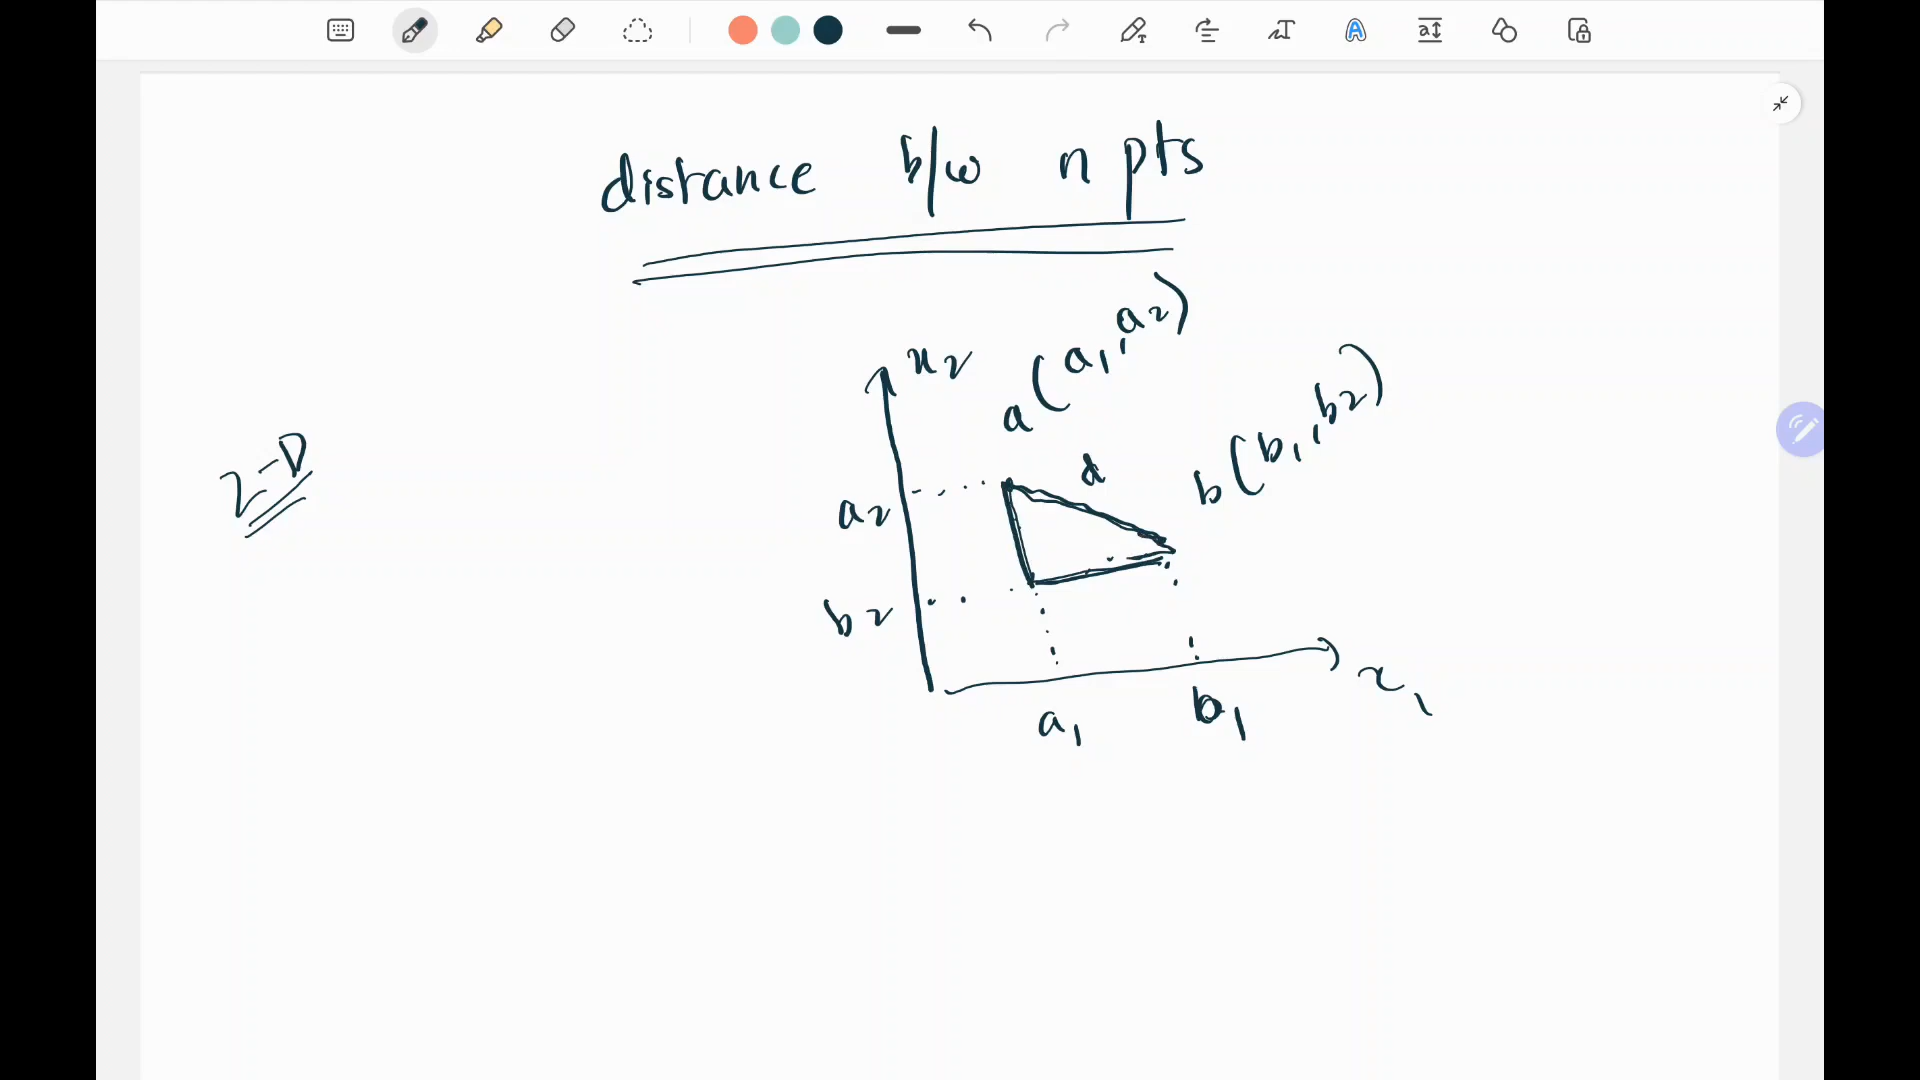 distance b/w n pts
x2
a (a1, a2)
b (b1, b2)
2-D
d
a2
b2
x1
a1
b1